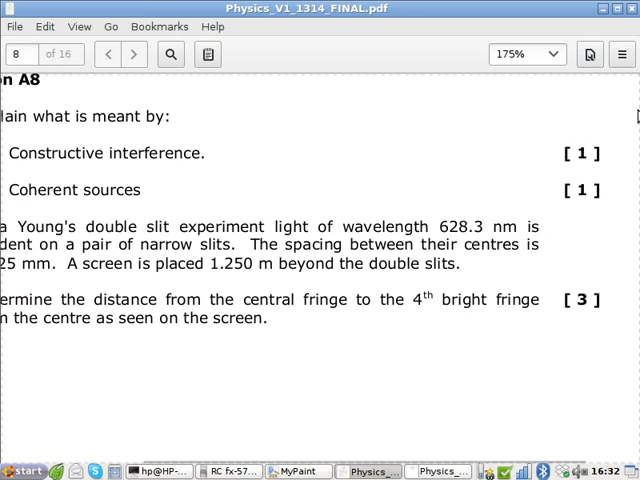 Physics_V1_1314_FINAL.pdf
File Edit View Go Bookmarks Help
8 of 16 175%
on A8
lain what is meant by:
Constructive interference. [ 1 ]
Coherent sources [ 1 ]
a Young's double slit experiment light of wavelength 628.3 nm is
dent on a pair of narrow slits. The spacing between their centres is
25 mm. A screen is placed 1.250 m beyond the double slits.
ermine the distance from the central fringe to the 4th bright fringe [ 3 ]
m the centre as seen on the screen.
start hp@HP-... RC fx-57... MyPaint Physics_... Physics_... 16:32